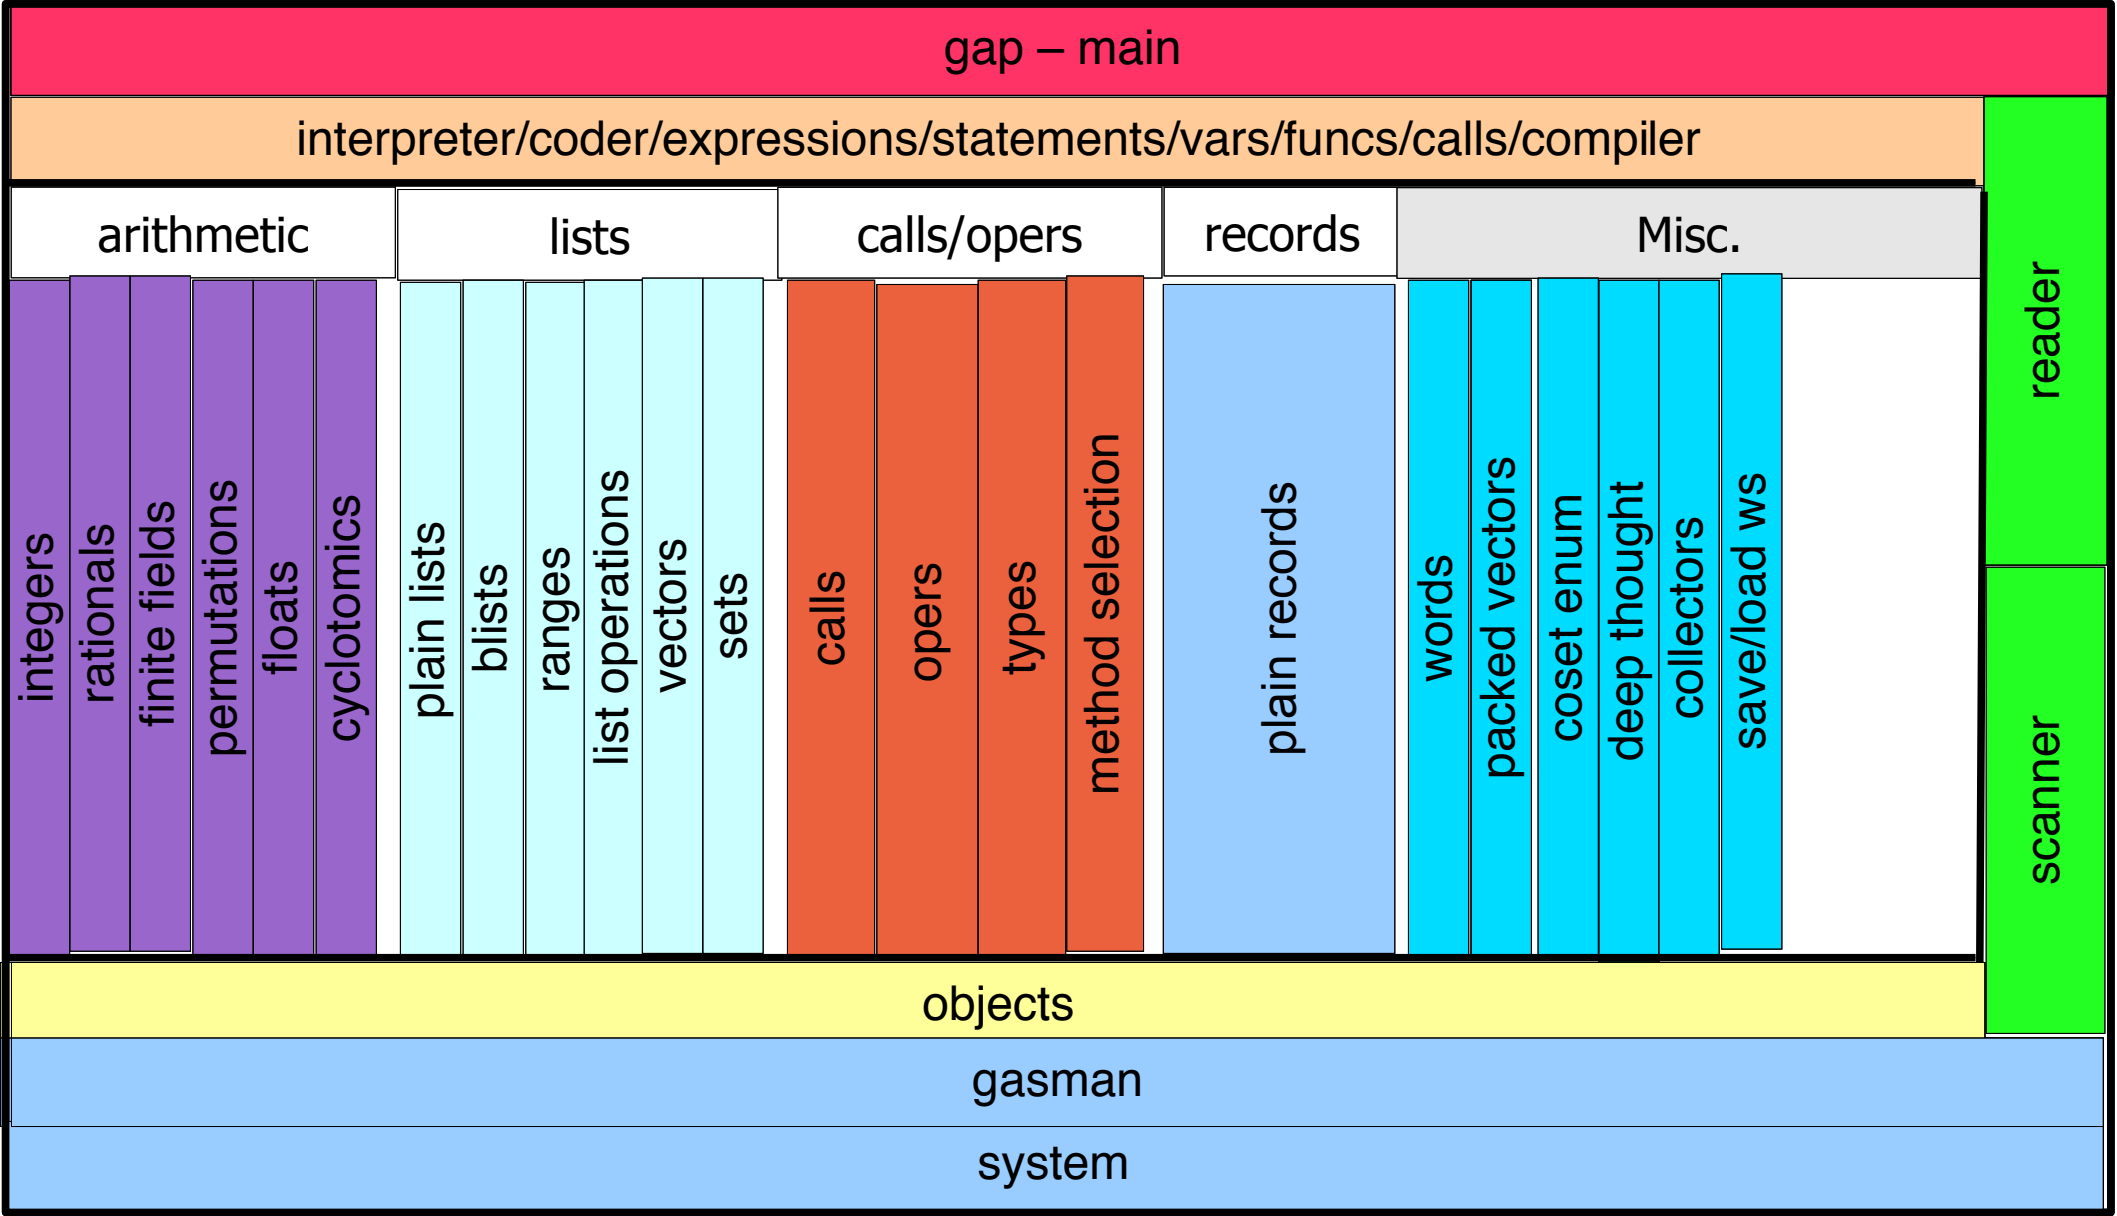 gap – main
interpreter/coder/expressions/statements/vars/funcs/calls/compiler
reader
arithmetic
lists
calls/opers
records
Misc.
integers
rationals
finite fields
permutations
floats
cyclotomics
plain lists
blists
ranges
list operations
vectors
sets
calls
opers
types
method selection
plain records
words
packed vectors
coset enum
deep thought
collectors
save/load ws
scanner
objects
gasman
system